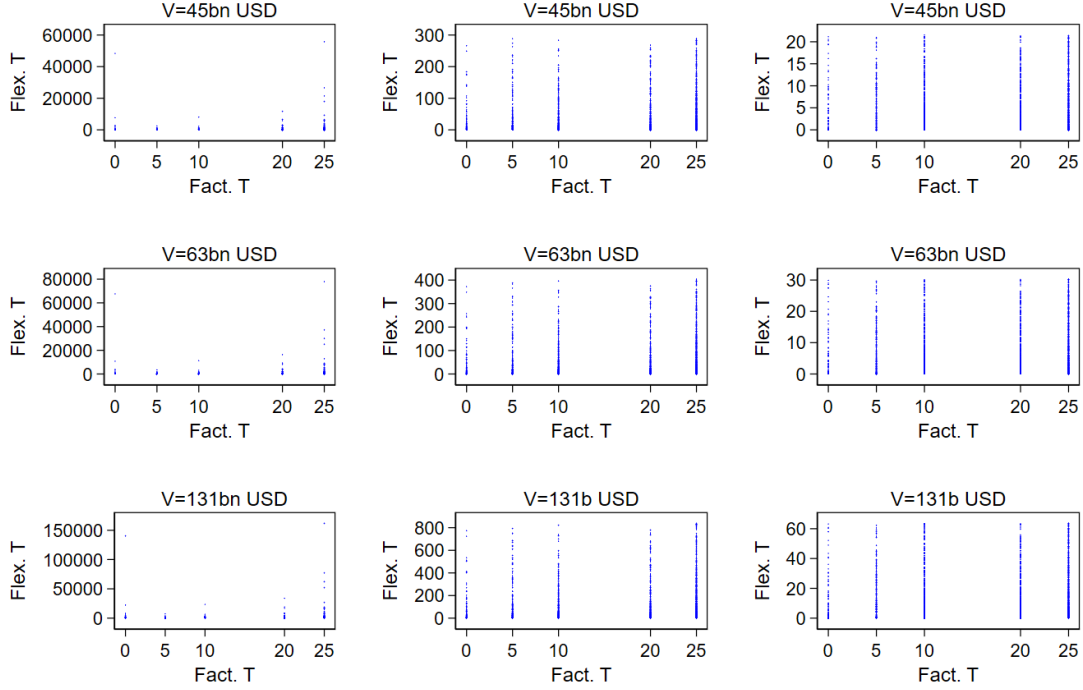 V=45bn USD
Flex. T
60000
40000
20000
0
0 5 10 20 25
Fact. T
V=45bn USD
Flex. T
300
200
100
0
0 5 10 20 25
Fact. T
V=45bn USD
Flex. T
20
15
10
5
0
0 5 10 20 25
Fact. T
V=63bn USD
Flex. T
80000
60000
40000
20000
0
0 5 10 20 25
Fact. T
V=63bn USD
Flex. T
400
300
200
100
0
0 5 10 20 25
Fact. T
V=63bn USD
Flex. T
30
20
10
0
0 5 10 20 25
Fact. T
V=131bn USD
Flex. T
150000
100000
50000
0
0 5 10 20 25
Fact. T
V=131b USD
Flex. T
800
600
400
200
0
0 5 10 20 25
Fact. T
V=131b USD
Flex. T
60
40
20
0
0 5 10 20 25
Fact. T